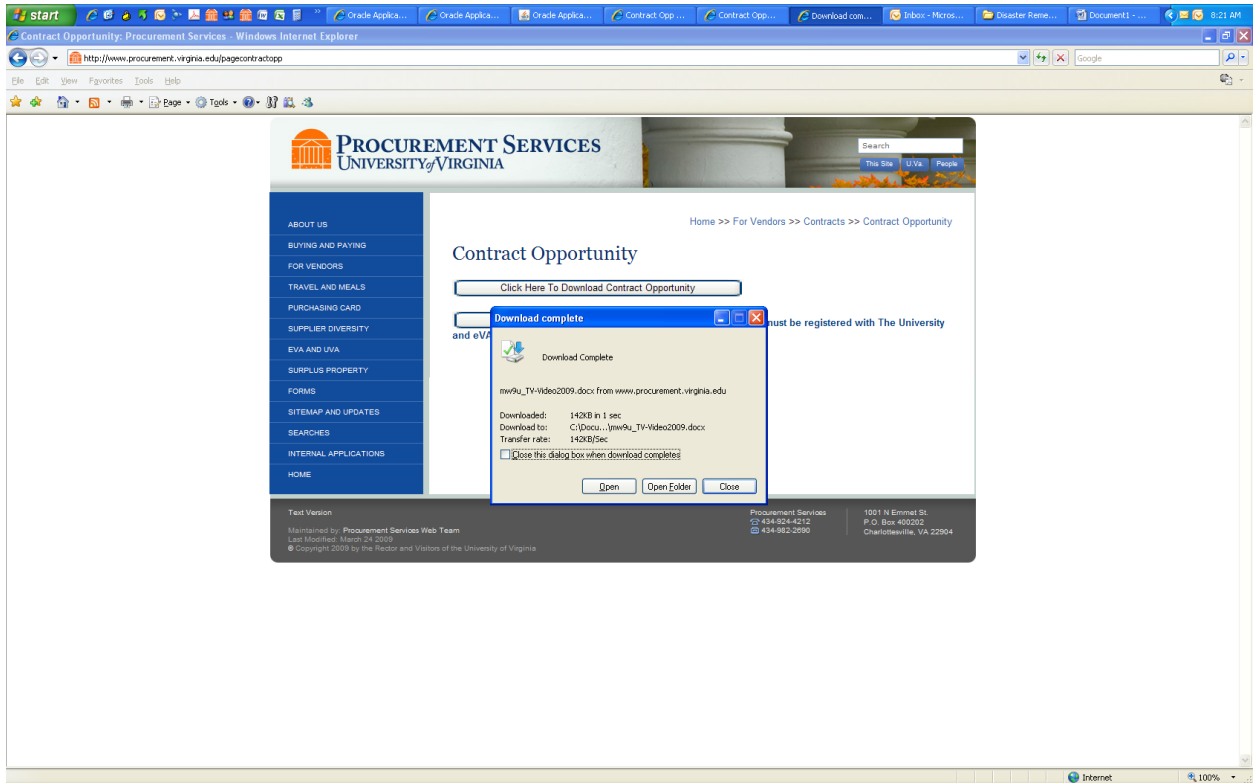 start
Oracle Applica...
Oracle Applica...
Oracle Applica...
Contract Opp ...
Contract Opp...
Download com...
Inbox - Micros...
Disaster Reme...
Document1 - ...
8:21 AM
Contract Opportunity: Procurement Services - Windows Internet Explorer
http://www.procurement.virginia.edu/pagecontractopp
Google
File Edit View Favorites Tools Help
Page Tools
PROCUREMENT SERVICES
UNIVERSITY of VIRGINIA
Search
This Site U.Va People
ABOUT US
BUYING AND PAYING
FOR VENDORS
TRAVEL AND MEALS
PURCHASING CARD
SUPPLIER DIVERSITY
EVA AND UVA
SURPLUS PROPERTY
FORMS
SITEMAP AND UPDATES
SEARCHES
INTERNAL APPLICATIONS
HOME
Home >> For Vendors >> Contracts >> Contract Opportunity
Contract Opportunity
Click Here To Download Contract Opportunity
must be registered with The University
and eVA
Download complete
Download Complete
mw9u_TV-Video2009.docx from www.procurement.virginia.edu
Downloaded: 142KB in 1 sec
Download to: C:\Docu...\mw9u_TV-Video2009.docx
Transfer rate: 142KB/Sec
Close this dialog box when download completes
Open Open Folder Close
Text Version
Maintained by: Procurement Services Web Team
Last Modified: March 24 2009
© Copyright 2009 by the Rector and Visitors of the University of Virginia
Procurement Services
434-924-4212
434-982-2690
1001 N Emmet St.
P.O. Box 400202
Charlottesville, VA 22904
Internet
100%